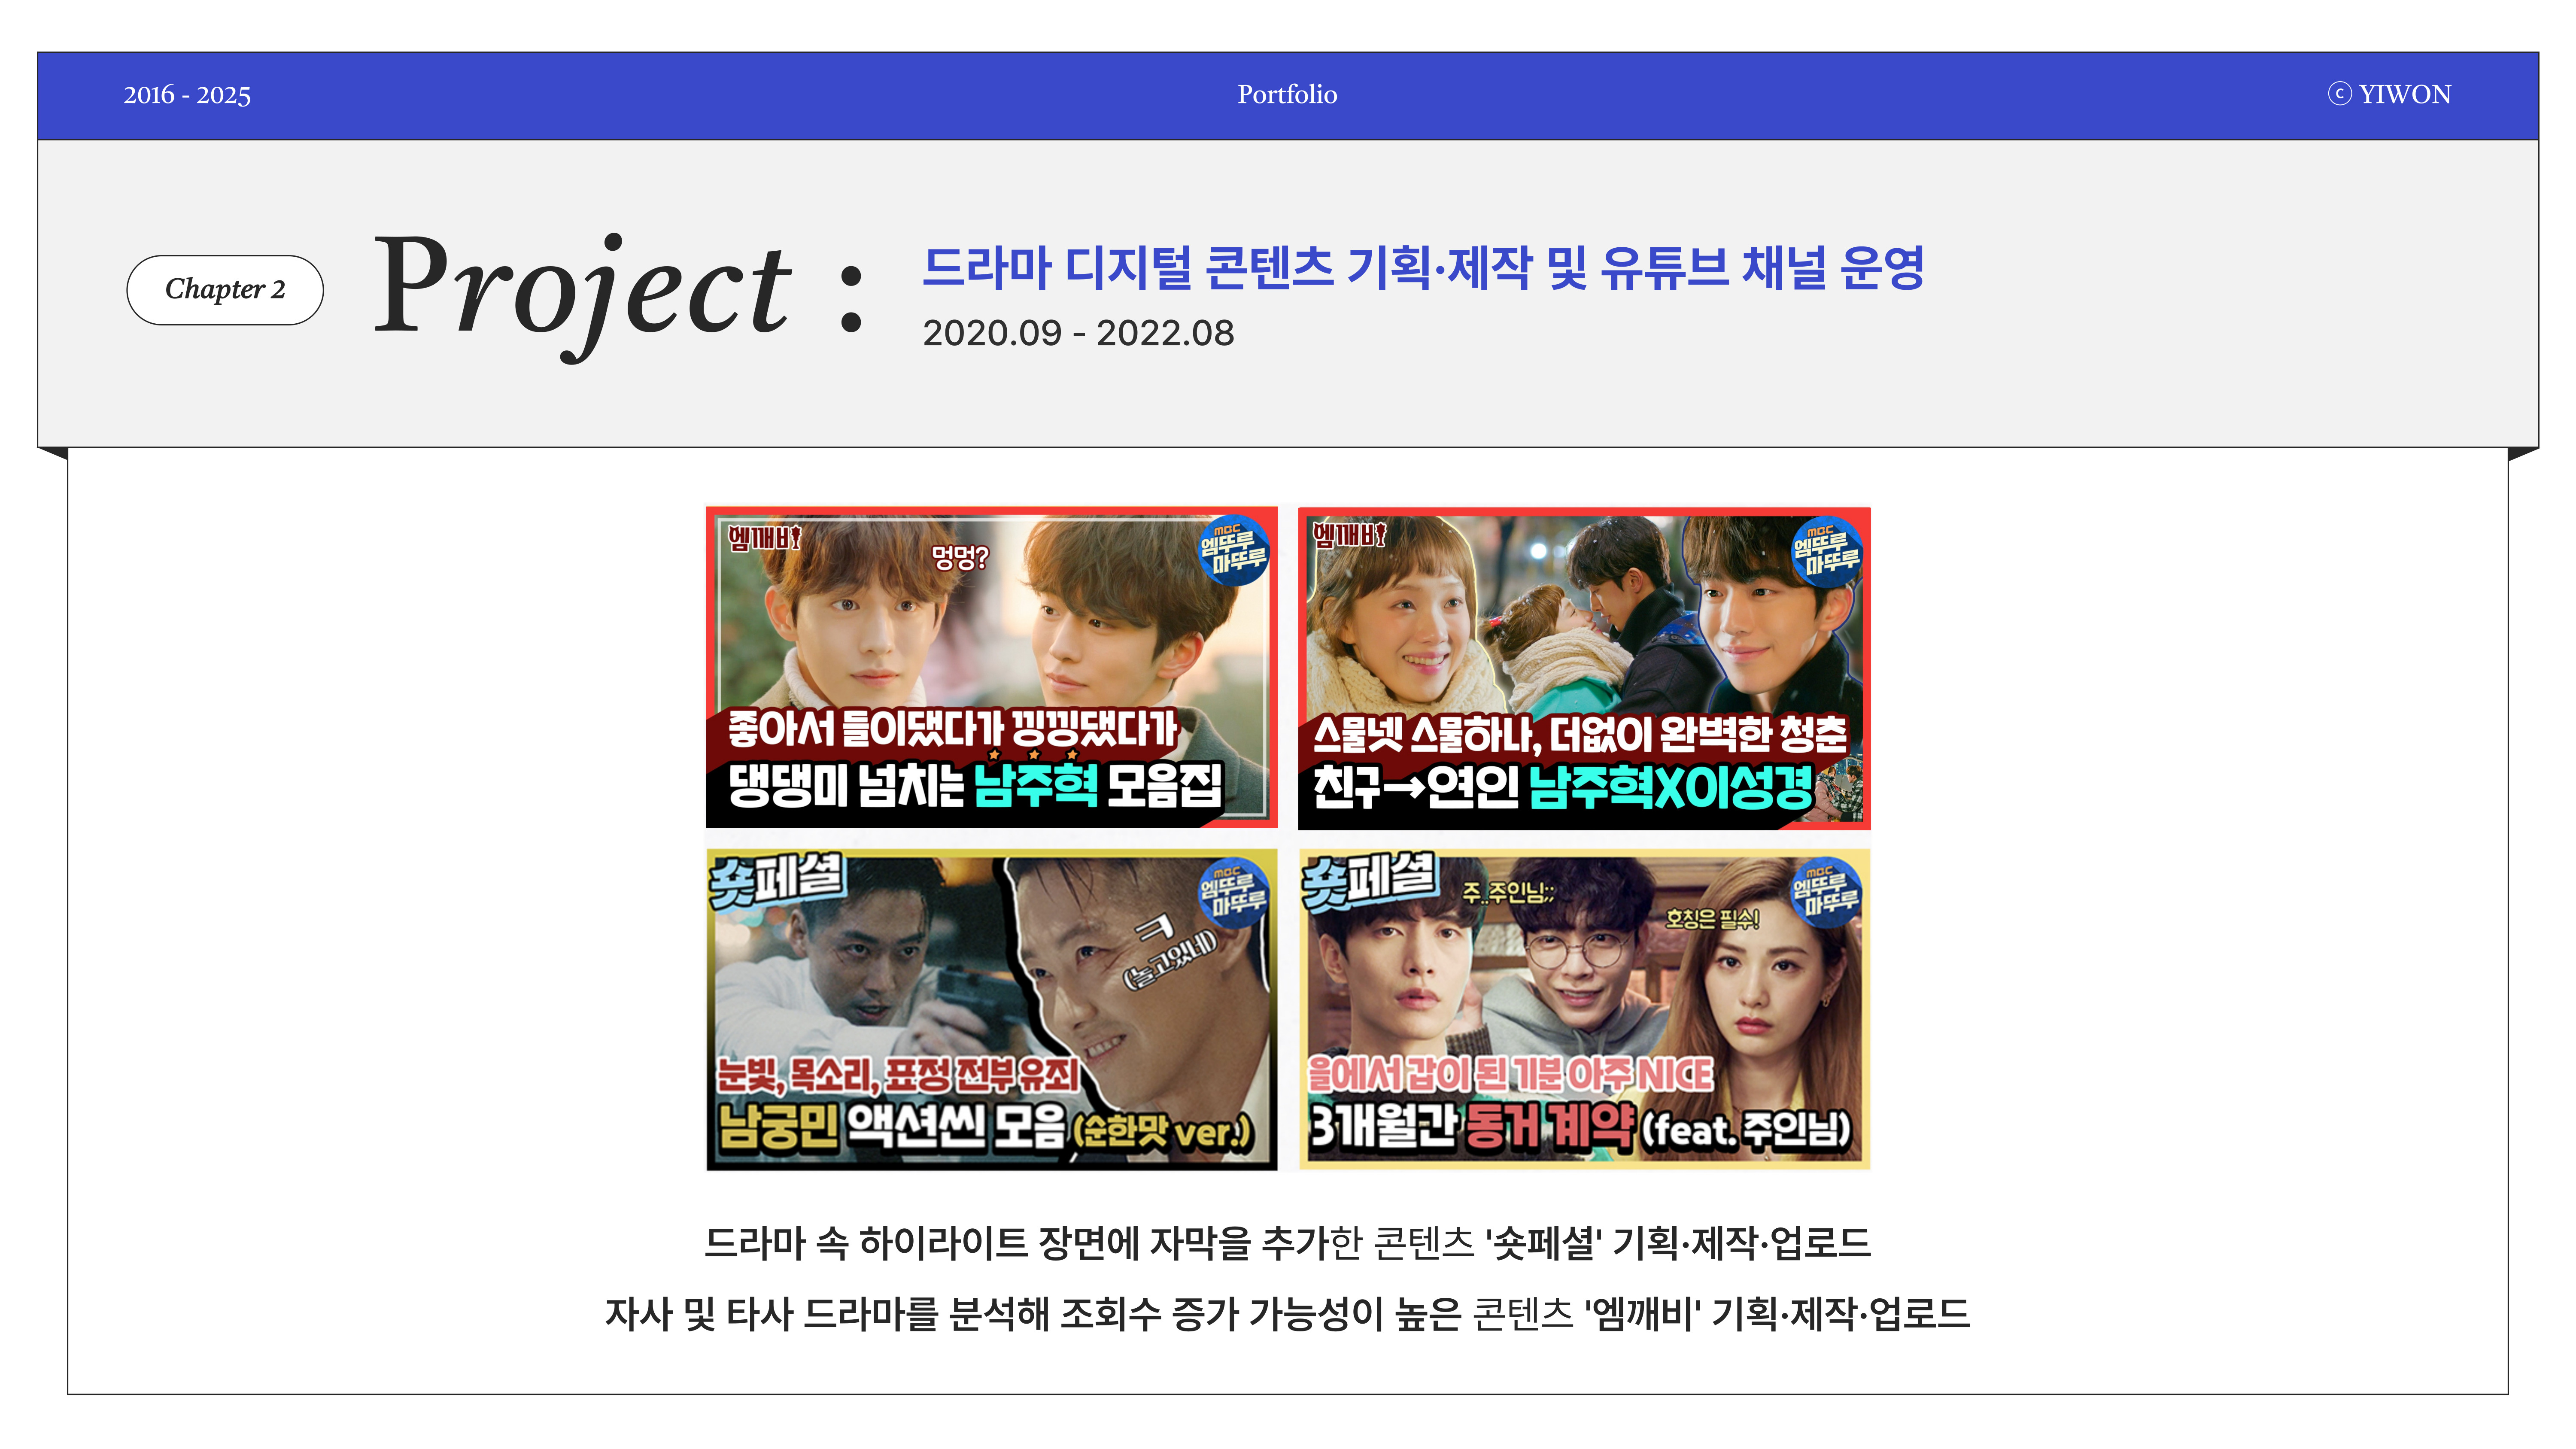 2016 - 2025
Portfolio
ⓒ YIWON
Chapter 2
Project :
드라마 디지털 콘텐츠 기획·제작 및 유튜브 채널 운영
2020.09 - 2022.08
엠깨비
멍멍?
mbc
엠뚜루
마뚜루
좋아서 들이댔다가 낑낑댔다가
댕댕미 넘치는 남주혁 모음집
엠깨비
mbc
엠뚜루
마뚜루
스물넷 스물하나, 더없이 완벽한 청춘
친구→연인 남주혁X이성경
숏페셜
mbc
엠뚜루
마뚜루
ㅋ
(놀고있네)
눈빛, 목소리, 표정 전부 유죄
남궁민 액션씬 모음 (순한맛 ver.)
숏페셜
주..주인님;;
호칭은 필수!
mbc
엠뚜루
마뚜루
을에서 갑이 된 기분 아주 NICE
3개월간 동거 계약 (feat. 주인님)
드라마 속 하이라이트 장면에 자막을 추가한 콘텐츠 '숏페셜' 기획·제작·업로드
자사 및 타사 드라마를 분석해 조회수 증가 가능성이 높은 콘텐츠 '엠깨비' 기획·제작·업로드